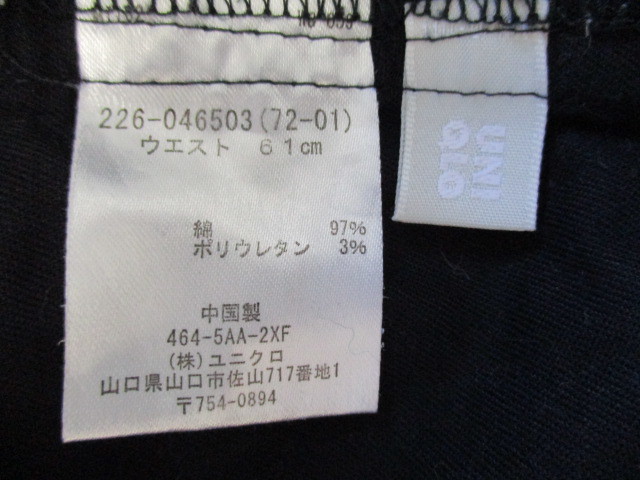 226-046503(72-01)
ウエスト 61cm
綿 97%
ポリウレタン 3%
中国製
464-5AA-2XF
(株)ユニクロ
山口県山口市佐山717番地1
〒754-0894
UNI
QLO